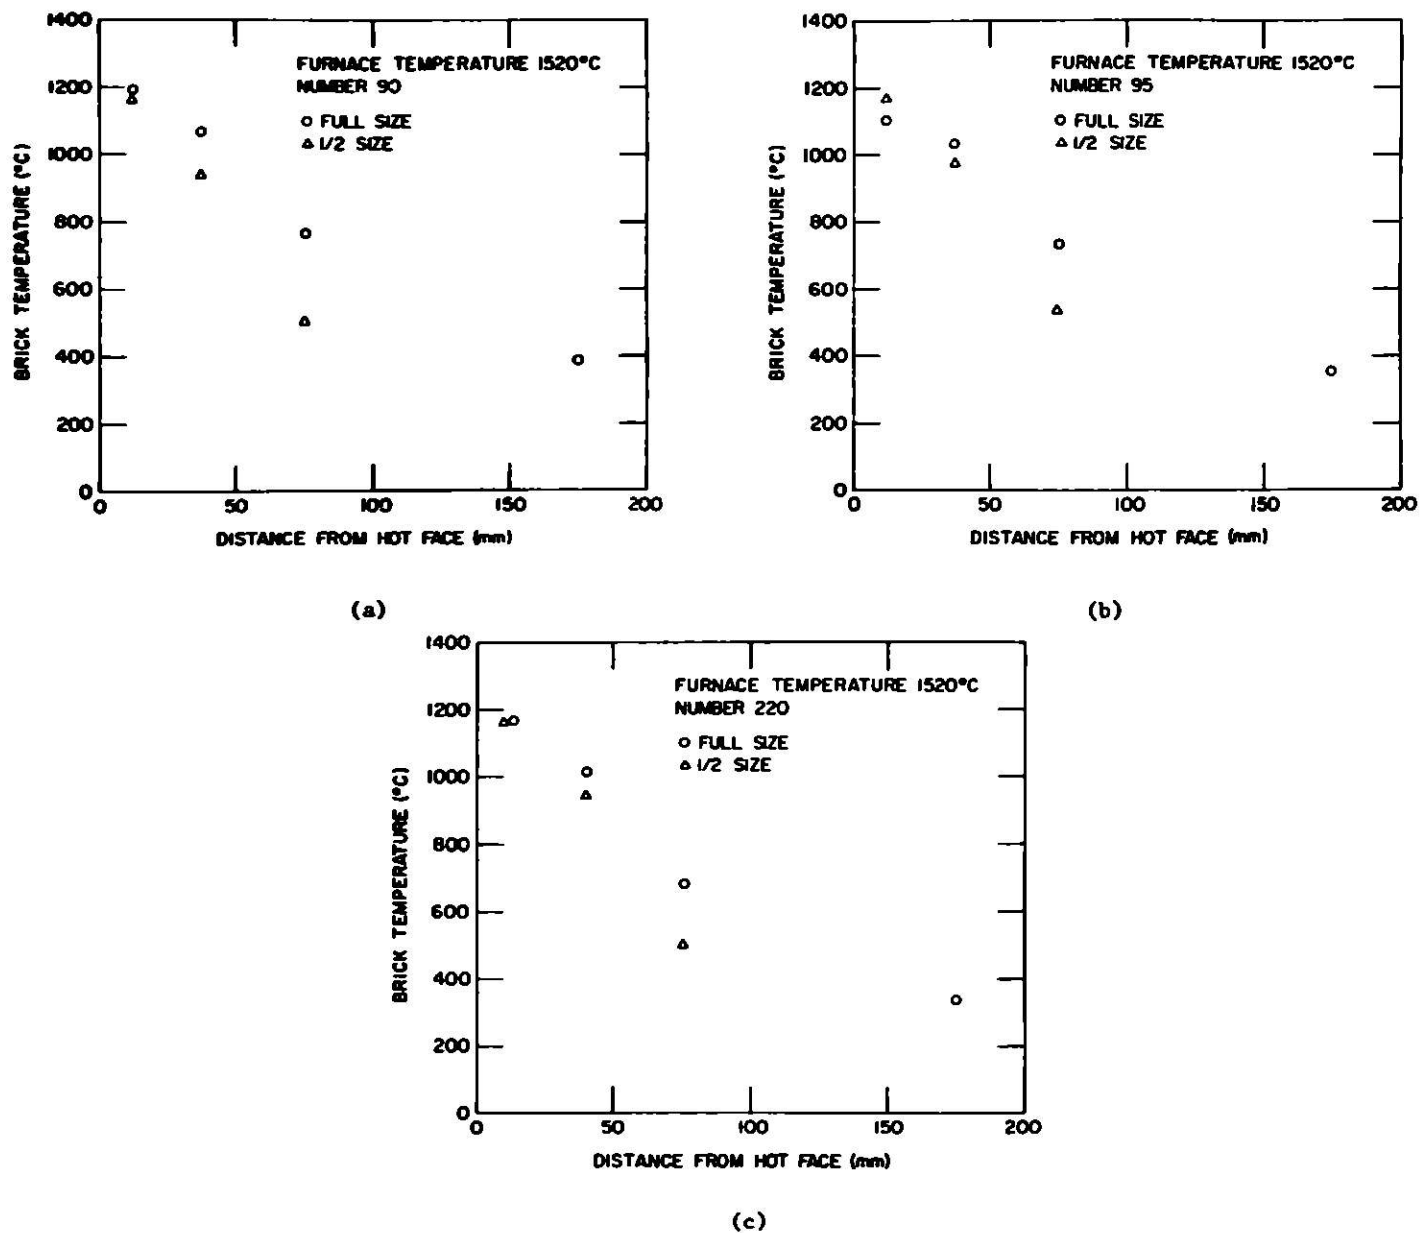 1400
1200
1000
800
600
400
200
0
BRICK TEMPERATURE (°C)
FURNACE TEMPERATURE 1520°C
NUMBER 90
o FULL SIZE
△ 1/2 SIZE
0 50 100 150 200
DISTANCE FROM HOT FACE (mm)
(a)
1400
1200
1000
800
600
400
200
0
BRICK TEMPERATURE (°C)
FURNACE TEMPERATURE 1520°C
NUMBER 95
o FULL SIZE
△ 1/2 SIZE
0 50 100 150 200
DISTANCE FROM HOT FACE (mm)
(b)
1400
1200
1000
800
600
400
200
0
BRICK TEMPERATURE (°C)
FURNACE TEMPERATURE 1520°C
NUMBER 220
o FULL SIZE
△ 1/2 SIZE
0 50 100 150 200
DISTANCE FROM HOT FACE (mm)
(c)